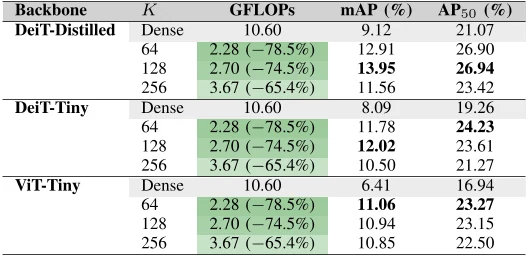 Backbone K GFLOPs mAP (%) AP50 (%)
DeiT-Distilled Dense 10.60 9.12 21.07
64 2.28 (−78.5%) 12.91 26.90
128 2.70 (−74.5%) 13.95 26.94
256 3.67 (−65.4%) 11.56 23.42
DeiT-Tiny Dense 10.60 8.09 19.26
64 2.28 (−78.5%) 11.78 24.23
128 2.70 (−74.5%) 12.02 23.61
256 3.67 (−65.4%) 10.50 21.27
ViT-Tiny Dense 10.60 6.41 16.94
64 2.28 (−78.5%) 11.06 23.27
128 2.70 (−74.5%) 10.94 23.15
256 3.67 (−65.4%) 10.85 22.50